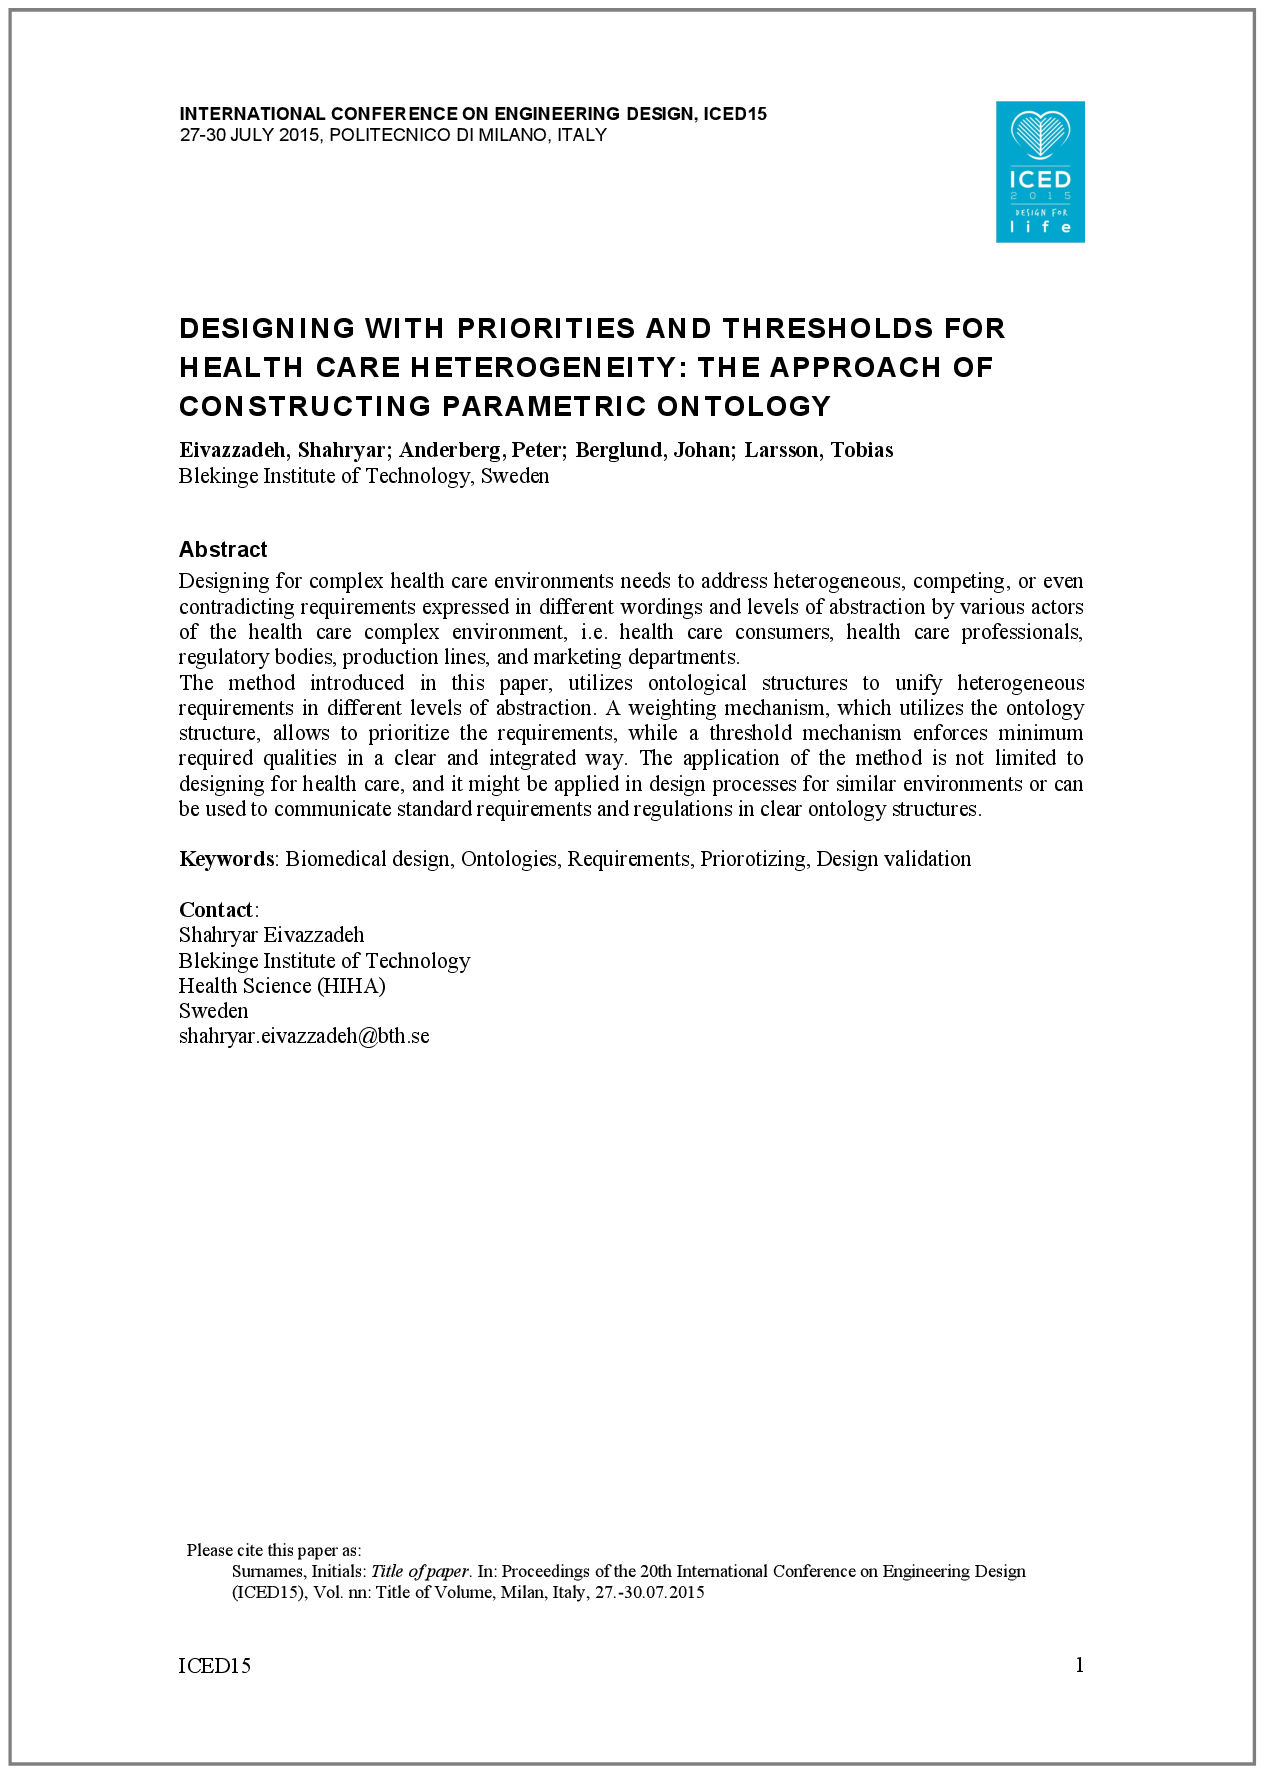 INTERNATIONAL CONFERENCE ON ENGINEERING DESIGN, ICED15
27-30 JULY 2015, POLITECNICO DI MILANO, ITALY
ICED
2015
DESIGN FOR
life
DESIGNING WITH PRIORITIES AND THRESHOLDS FOR
HEALTH CARE HETEROGENEITY: THE APPROACH OF
CONSTRUCTING PARAMETRIC ONTOLOGY
Eivazzadeh, Shahryar; Anderberg, Peter; Berglund, Johan; Larsson, Tobias
Blekinge Institute of Technology, Sweden
Abstract
Designing for complex health care environments needs to address heterogeneous, competing, or even
contradicting requirements expressed in different wordings and levels of abstraction by various actors
of the health care complex environment, i.e. health care consumers, health care professionals,
regulatory bodies, production lines, and marketing departments.
The method introduced in this paper, utilizes ontological structures to unify heterogeneous
requirements in different levels of abstraction. A weighting mechanism, which utilizes the ontology
structure, allows to prioritize the requirements, while a threshold mechanism enforces minimum
required qualities in a clear and integrated way. The application of the method is not limited to
designing for health care, and it might be applied in design processes for similar environments or can
be used to communicate standard requirements and regulations in clear ontology structures.
Keywords: Biomedical design, Ontologies, Requirements, Priorotizing, Design validation
Contact:
Shahryar Eivazzadeh
Blekinge Institute of Technology
Health Science (HIHA)
Sweden
shahryar.eivazzadeh@bth.se
Please cite this paper as:
Surnames, Initials: Title of paper. In: Proceedings of the 20th International Conference on Engineering Design
(ICED15), Vol. nn: Title of Volume, Milan, Italy, 27.-30.07.2015
ICED15
1